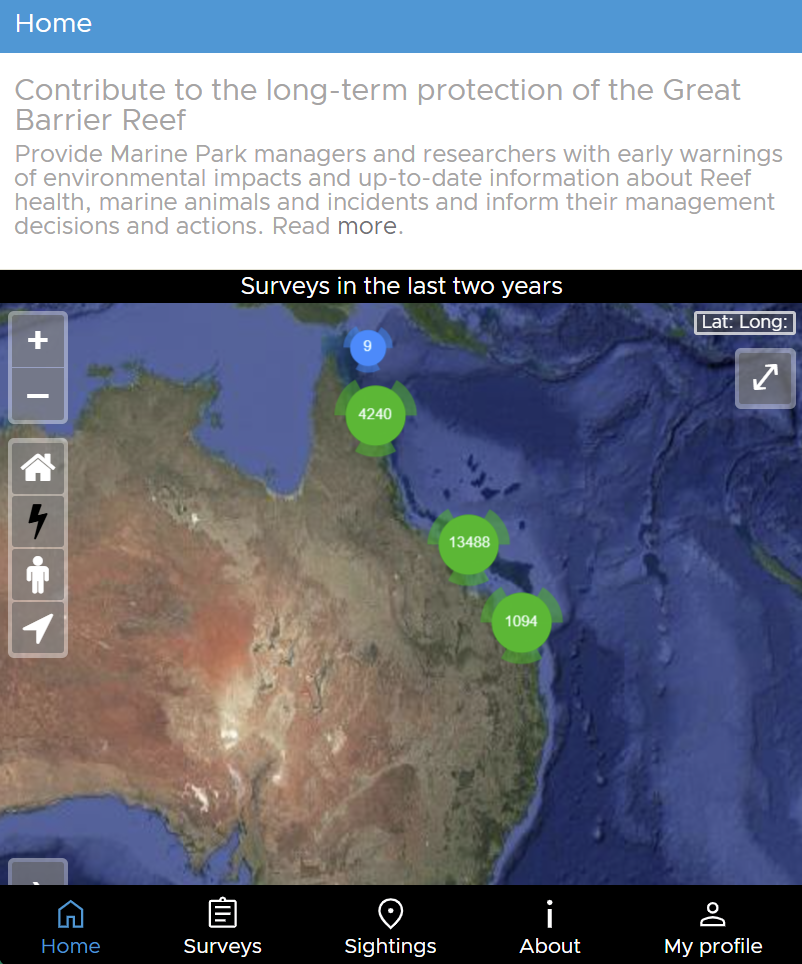 Home
Contribute to the long-term protection of the Great
Barrier Reef
Provide Marine Park managers and researchers with early warnings
of environmental impacts and up-to-date information about Reef
health, marine animals and incidents and inform their management
decisions and actions. Read more.
Surveys in the last two years
Lat: Long:
9
4240
13488
1094
Home
Surveys
Sightings
About
My profile